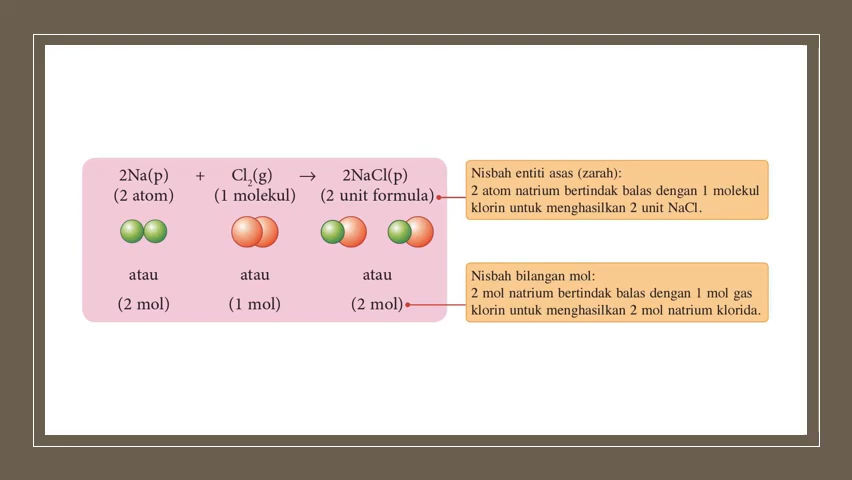 2Na(p) + Cl₂(g) → 2NaCl(p)
(2 atom) (1 molekul) (2 unit formula)
atau atau atau
(2 mol) (1 mol) (2 mol)
Nisbah entiti asas (zarah):
2 atom natrium bertindak balas dengan 1 molekul
klorin untuk menghasilkan 2 unit NaCl.
Nisbah bilangan mol:
2 mol natrium bertindak balas dengan 1 mol gas
klorin untuk menghasilkan 2 mol natrium klorida.